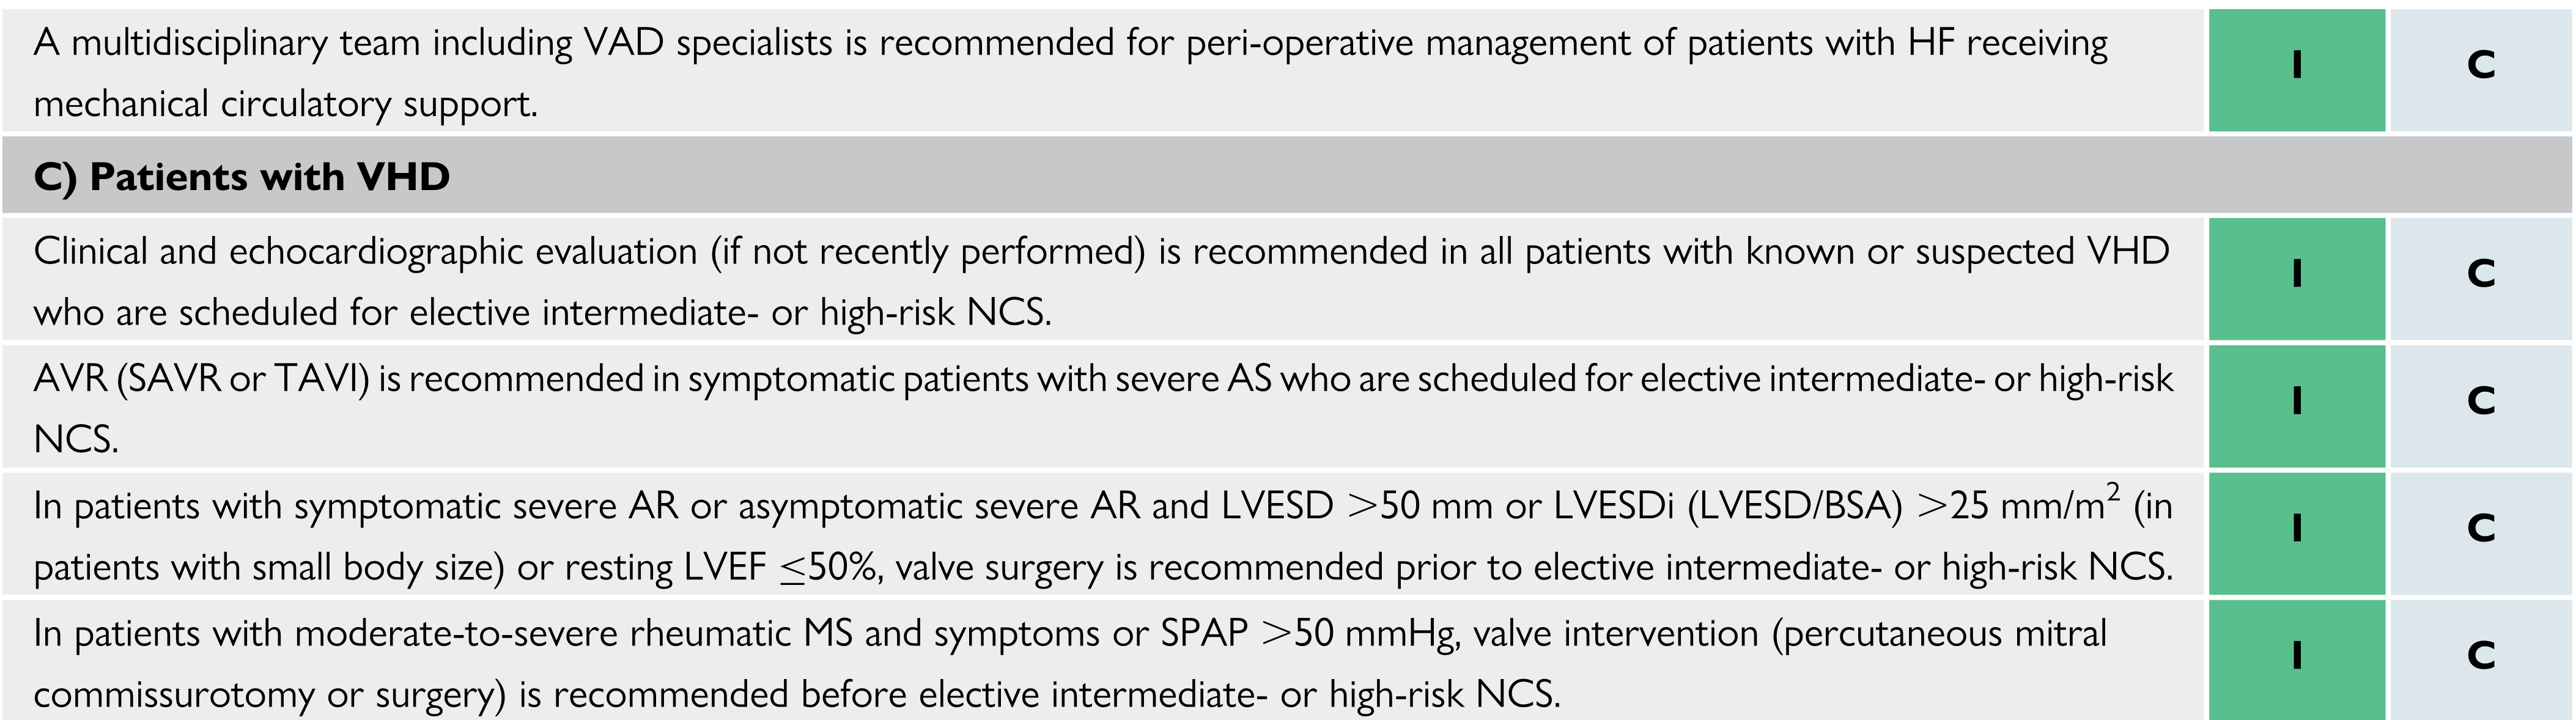 A multidisciplinary team including VAD specialists is recommended for peri-operative management of patients with HF receiving
mechanical circulatory support.
I
C
C) Patients with VHD
Clinical and echocardiographic evaluation (if not recently performed) is recommended in all patients with known or suspected VHD
who are scheduled for elective intermediate- or high-risk NCS.
I
C
AVR (SAVR or TAVI) is recommended in symptomatic patients with severe AS who are scheduled for elective intermediate- or high-risk
NCS.
I
C
In patients with symptomatic severe AR or asymptomatic severe AR and LVESD >50 mm or LVESDi (LVESD/BSA) >25 mm/m² (in
patients with small body size) or resting LVEF ≤50%, valve surgery is recommended prior to elective intermediate- or high-risk NCS.
I
C
In patients with moderate-to-severe rheumatic MS and symptoms or SPAP >50 mmHg, valve intervention (percutaneous mitral
commissurotomy or surgery) is recommended before elective intermediate- or high-risk NCS.
I
C